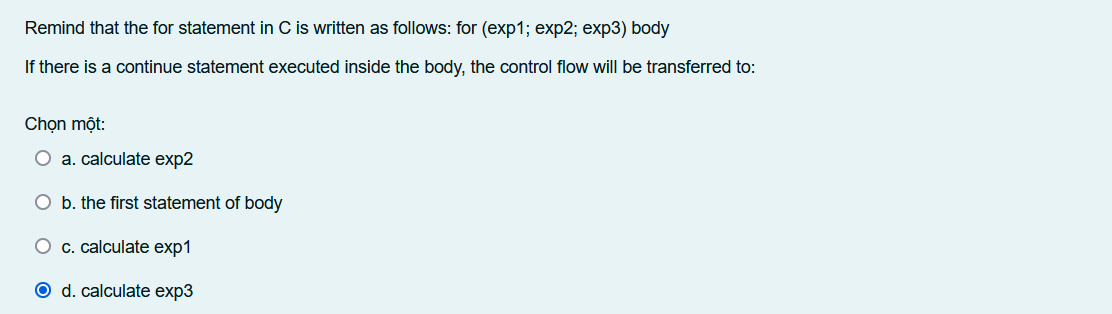 Remind that the for statement in C is written as follows: for (exp1; exp2; exp3) body
If there is a continue statement executed inside the body, the control flow will be transferred to:
Chọn một:
a. calculate exp2
b. the first statement of body
c. calculate exp1
d. calculate exp3